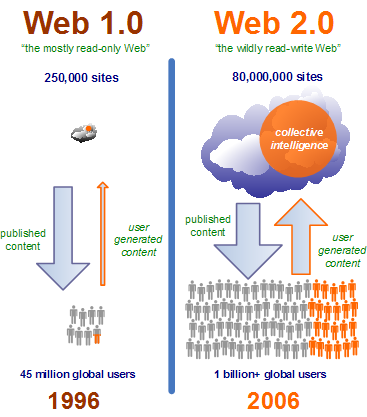 Web 1.0
"the mostly read-only Web"
250,000 sites
published
content
user
generated
content
45 million global users
1996
Web 2.0
"the wildly read-write Web"
80,000,000 sites
collective
intelligence
published
content
user
generated
content
1 billion+ global users
2006